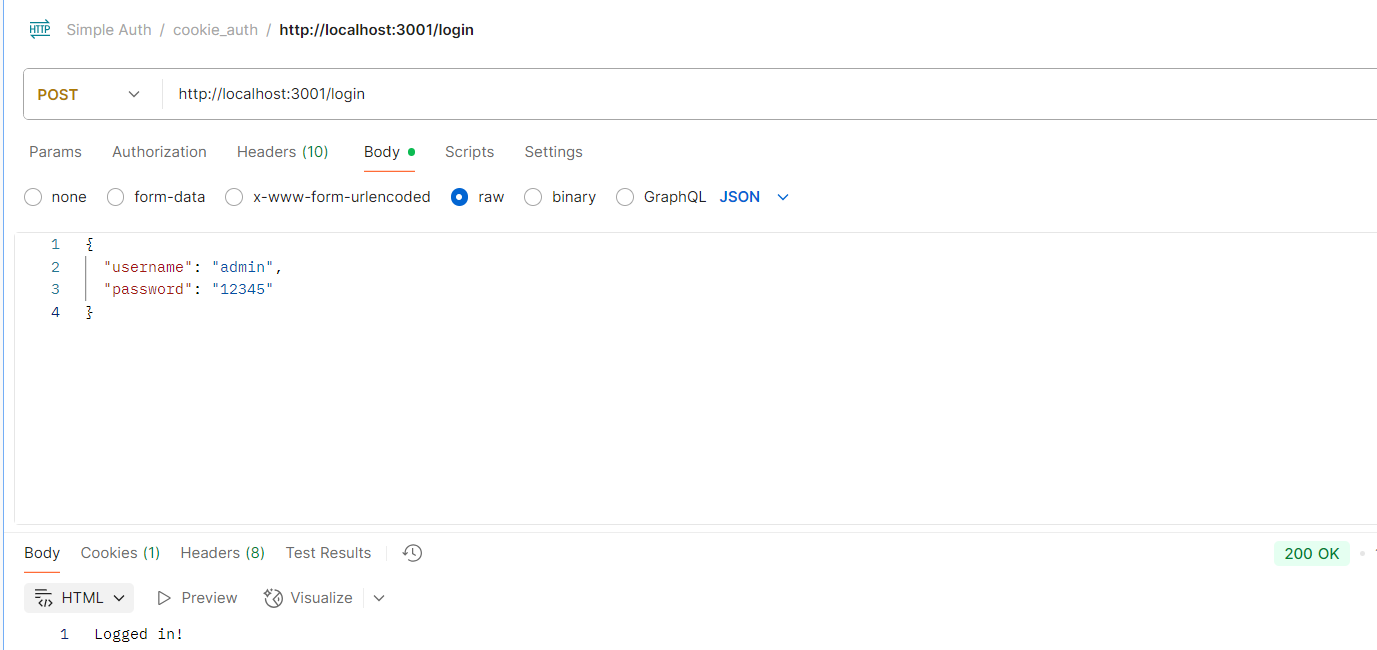 HTTP Simple Auth / cookie_auth / http://localhost:3001/login
POST http://localhost:3001/login
Params Authorization Headers (10) Body Scripts Settings
none form-data x-www-form-urlencoded raw binary GraphQL JSON
1 {
2 "username": "admin",
3 "password": "12345"
4 }
Body Cookies (1) Headers (8) Test Results 200 OK
HTML Preview Visualize
1 Logged in!